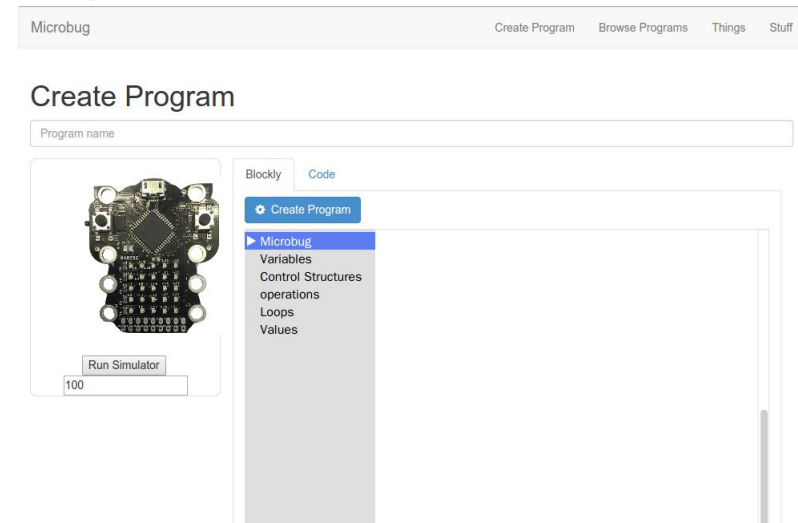 Microbug
Create Program Browse Programs Things Stuff
Create Program
Program name
Blockly Code
Create Program
Microbug
Variables
Control Structures
operations
Loops
Values
Run Simulator
100